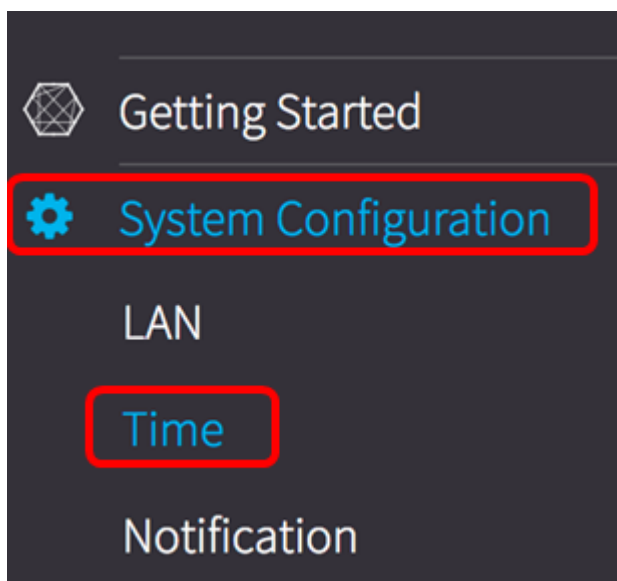 Getting Started
System Configuration
LAN
Time
Notification